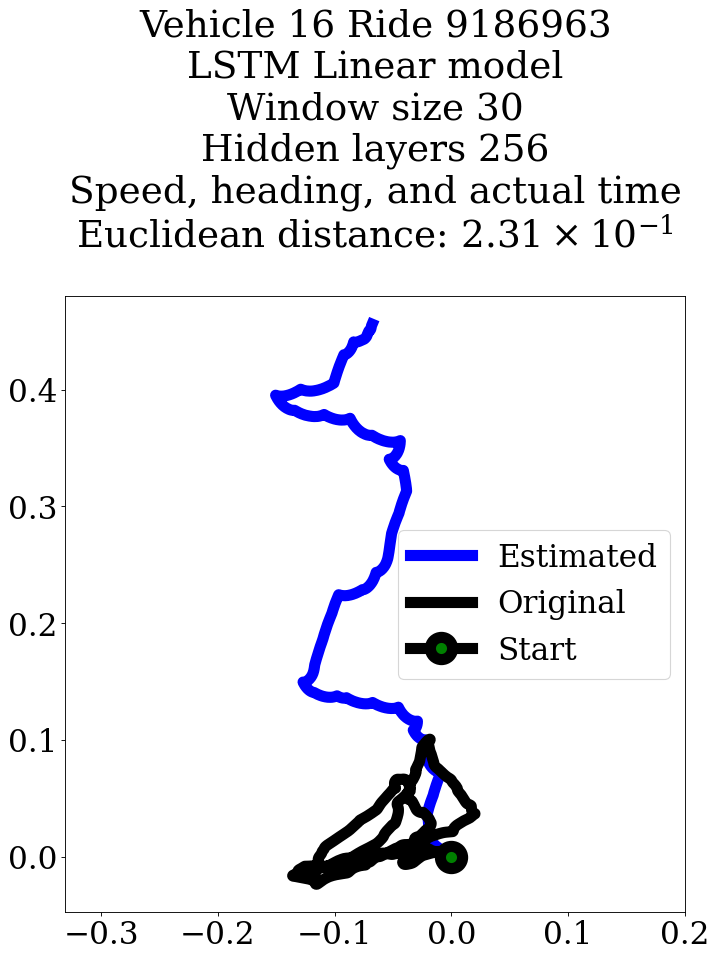 Vehicle 16 Ride 9186963
LSTM Linear model
Window size 30
Hidden layers 256
Speed, heading, and actual time
Euclidean distance: 2.31 × 10⁻¹
0.4
0.3
Estimated
Original
Start
0.2
0.1
0.0
−0.3 −0.2 −0.1 0.0 0.1 0.2